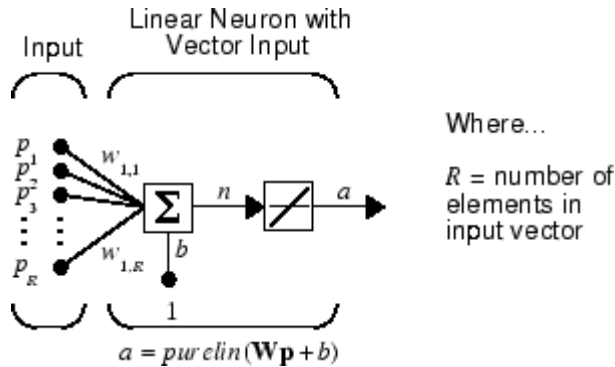 Linear Neuron with
Input Vector Input
p1 w1,1
p2
p3
n a
Σ
b
pR w1,R
1
a = purelin(Wp + b)
Where...
R = number of
elements in
input vector